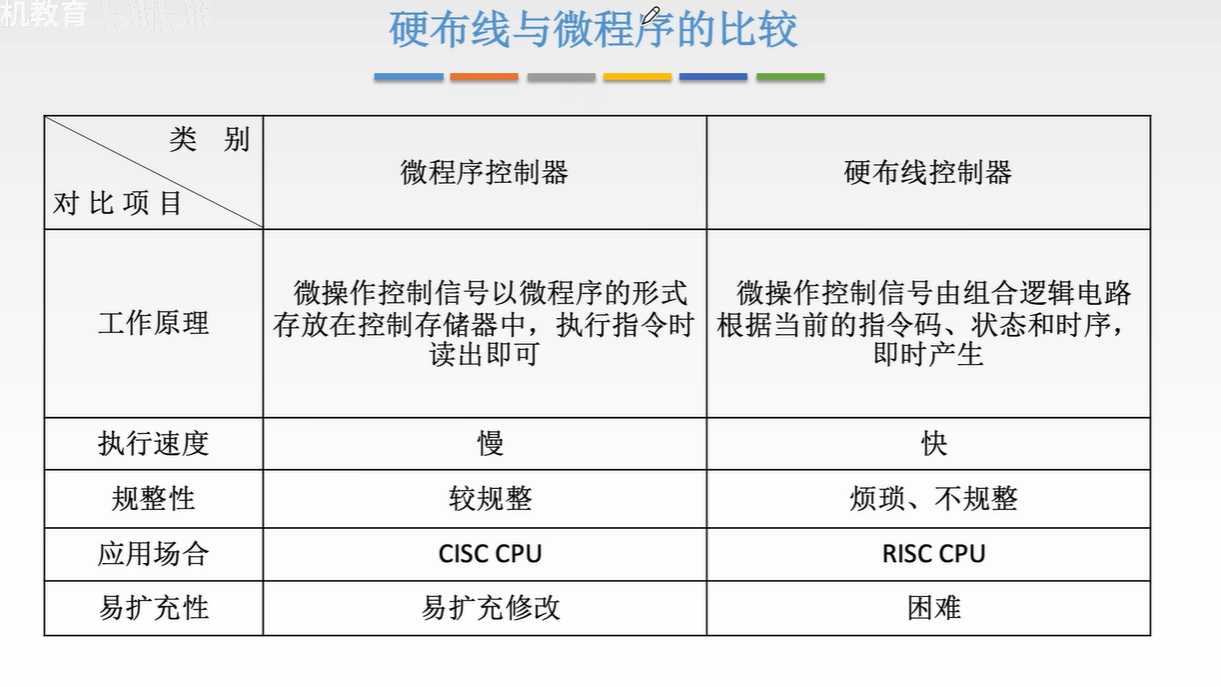 机教育
bilibili
硬布线与微程序的比较
类 别
对 比 项 目
微程序控制器
硬布线控制器
工作原理
微操作控制信号以微程序的形式
存放在控制存储器中，执行指令时
读出即可
微操作控制信号由组合逻辑电路
根据当前的指令码、状态和时序，
即时产生
执行速度
慢
快
规整性
较规整
烦琐、不规整
应用场合
CISC CPU
RISC CPU
易扩充性
易扩充修改
困难